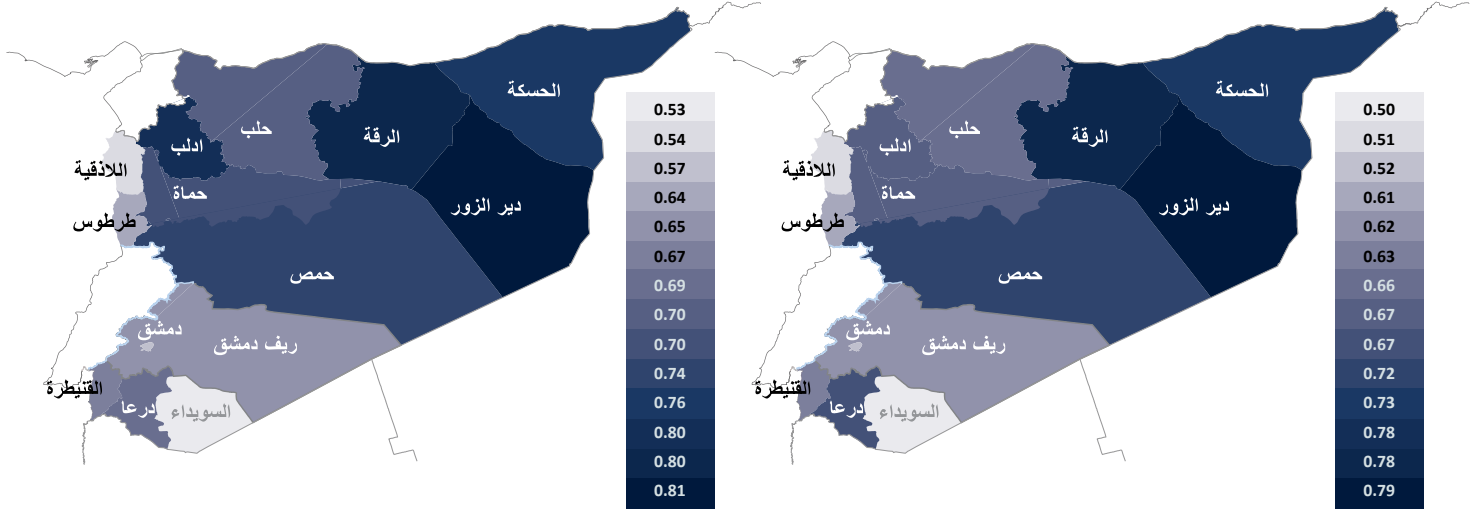 الحسكة
حلب
الرقة
ادلب
اللاذقية
حماة
دير الزور
طرطوس
حمص
دمشق
ريف دمشق
القنيطرة
درعا
السويداء
0.53
0.54
0.57
0.64
0.65
0.67
0.69
0.70
0.70
0.74
0.76
0.80
0.80
0.81
الحسكة
حلب
الرقة
ادلب
اللاذقية
حماة
دير الزور
طرطوس
حمص
دمشق
ريف دمشق
القنيطرة
درعا
السويداء
0.50
0.51
0.52
0.61
0.62
0.63
0.66
0.67
0.67
0.72
0.73
0.78
0.78
0.79